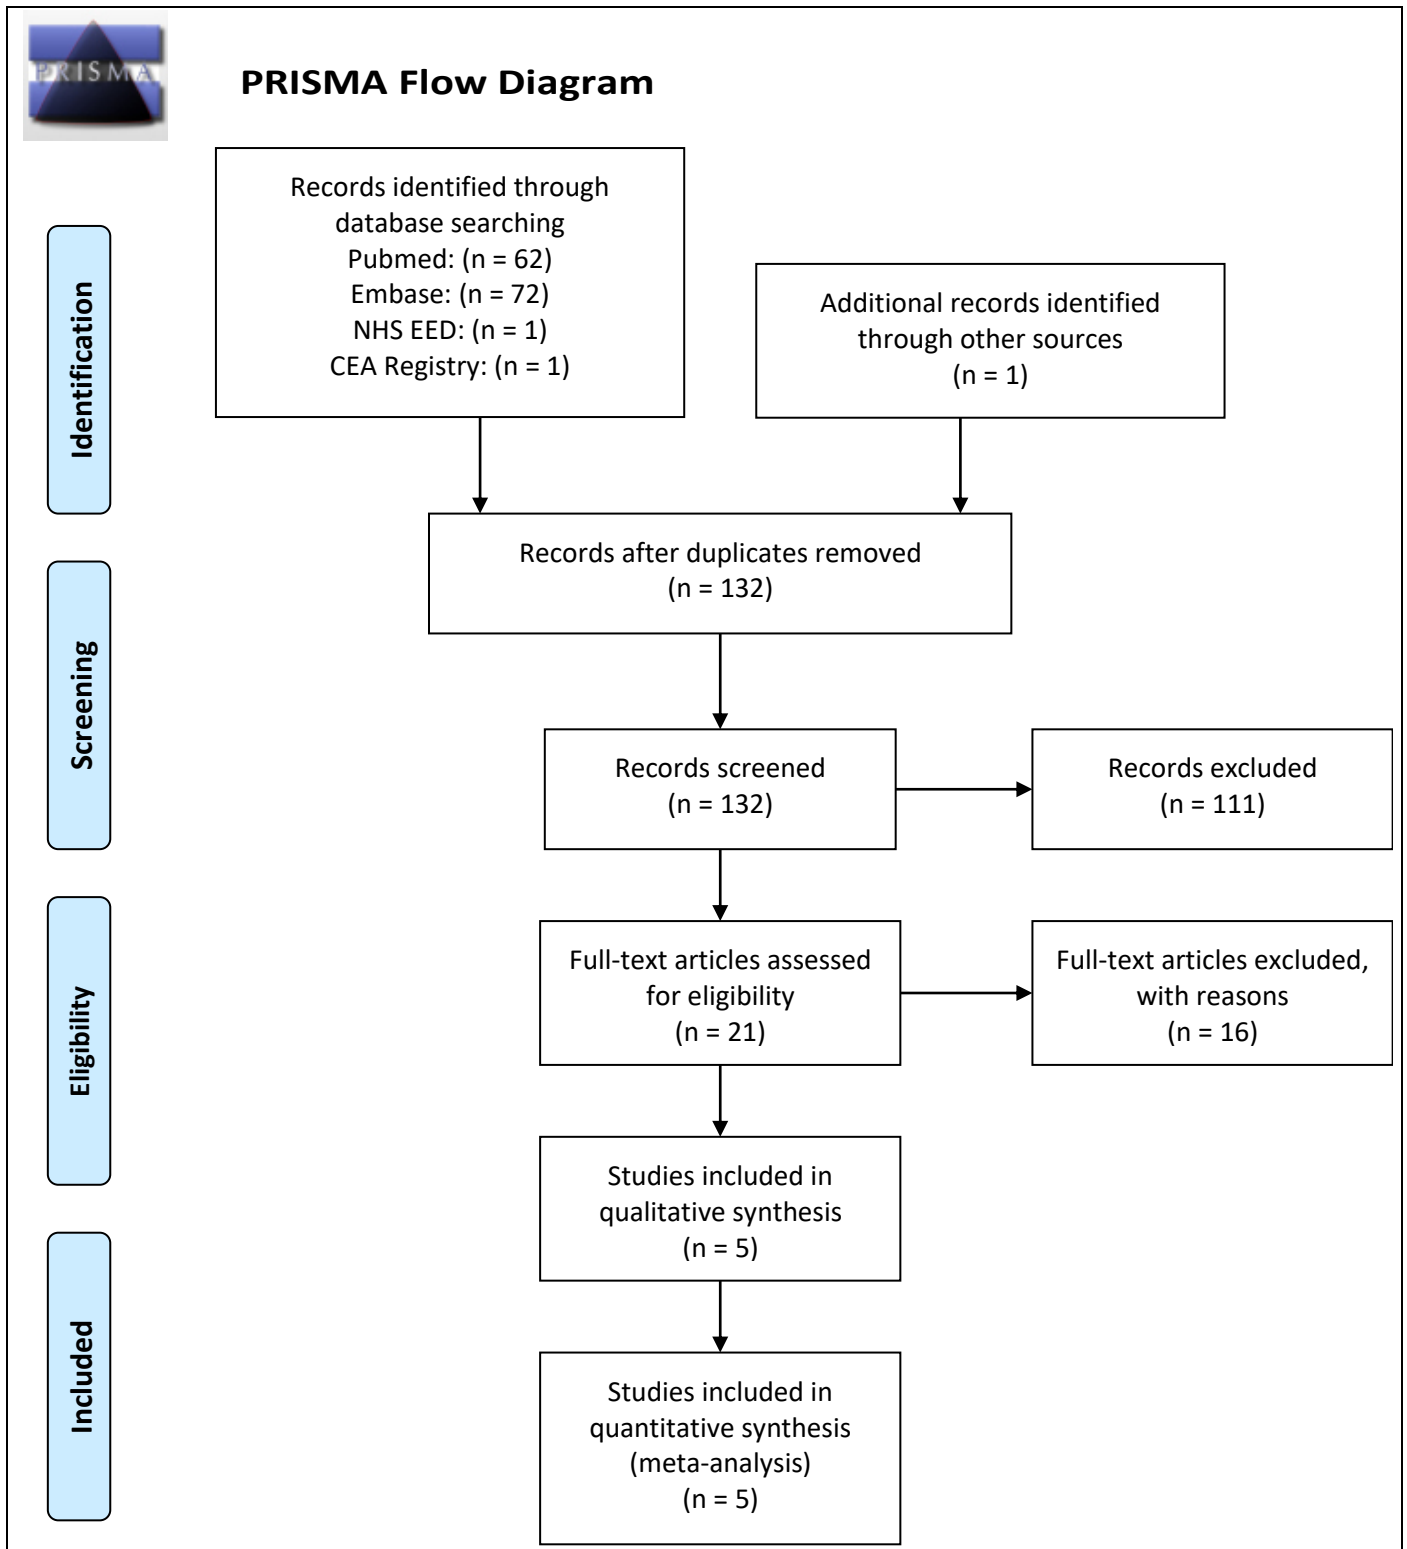 PRISMA
PRISMA Flow Diagram
Identification
Records identified through
database searching
Pubmed: (n = 62)
Embase: (n = 72)
NHS EED: (n = 1)
CEA Registry: (n = 1)
Additional records identified
through other sources
(n = 1)
Records after duplicates removed
(n = 132)
Screening
Records screened
(n = 132)
Records excluded
(n = 111)
Eligibility
Full-text articles assessed
for eligibility
(n = 21)
Full-text articles excluded,
with reasons
(n = 16)
Studies included in
qualitative synthesis
(n = 5)
Included
Studies included in
quantitative synthesis
(meta-analysis)
(n = 5)